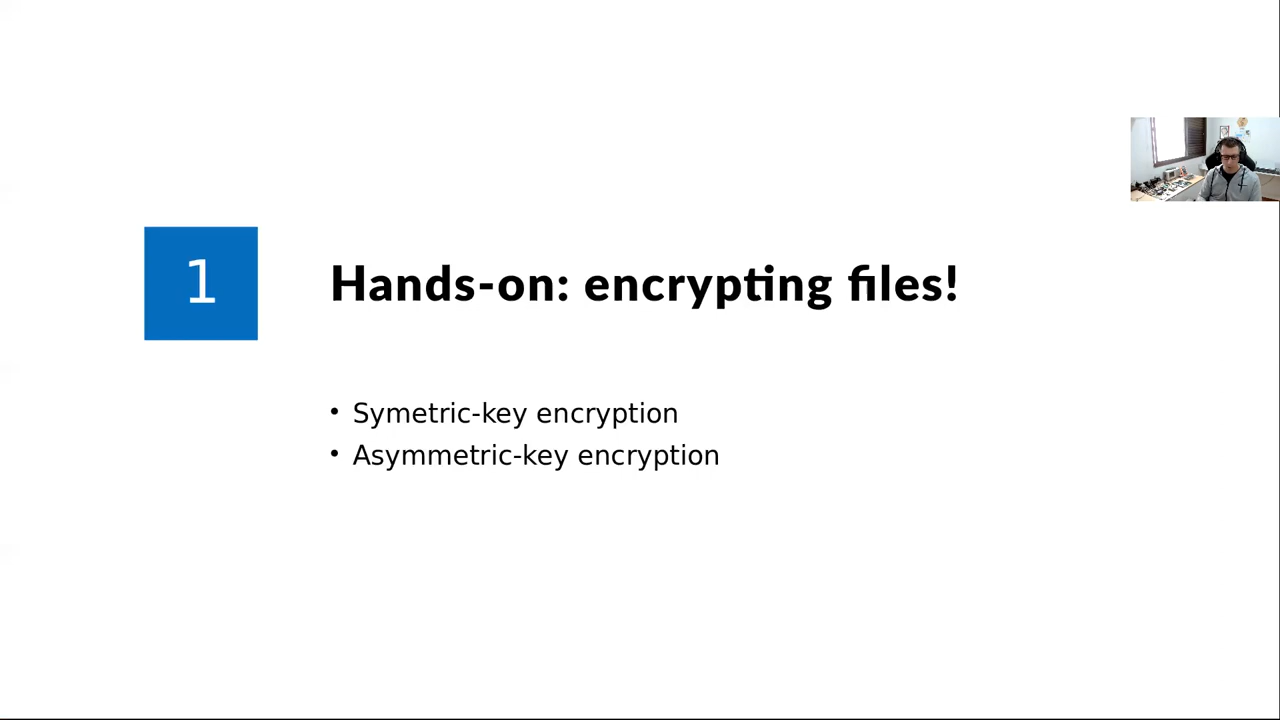 1
Hands-on: encrypting files!
• Symetric-key encryption
• Asymmetric-key encryption